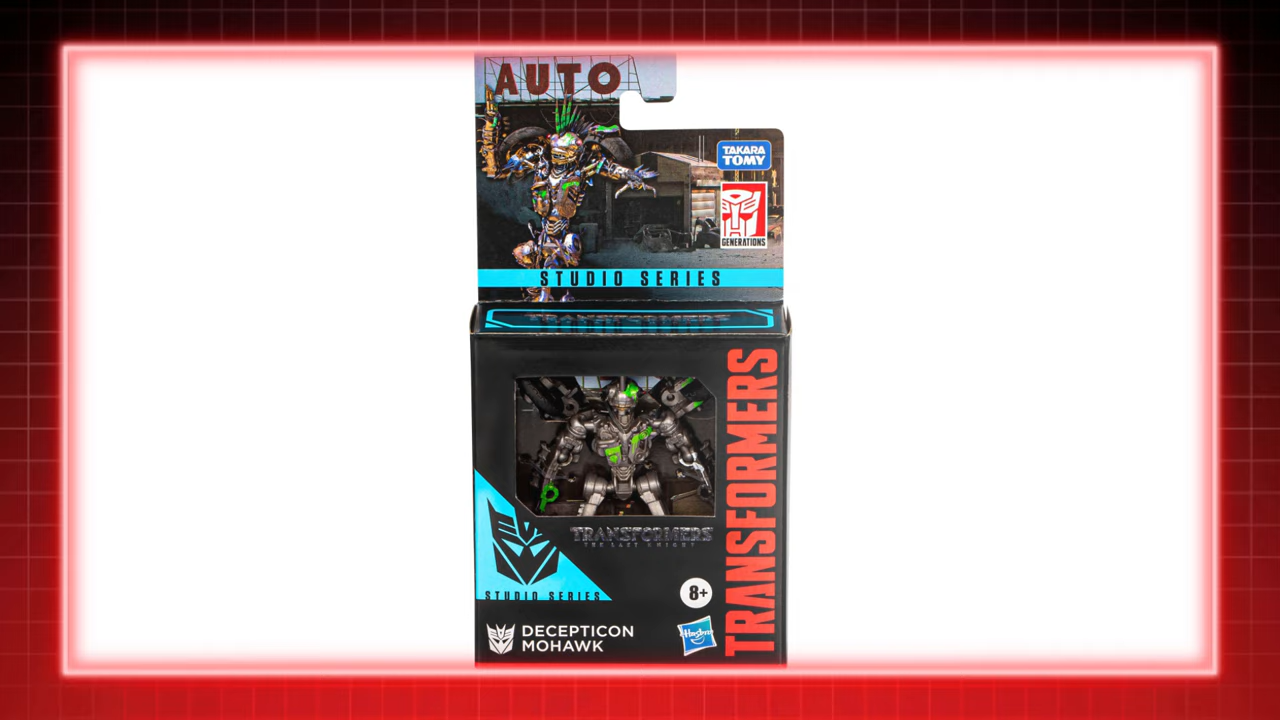 AUTO
TAKARA
TOMY
GENERATIONS
STUDIO SERIES
TRANSFORMERS
TRANSFORMERS
TRANSFORMERS
THE LAST KNIGHT
STUDIO SERIES
8+
Hasbro
DECEPTICON
MOHAWK